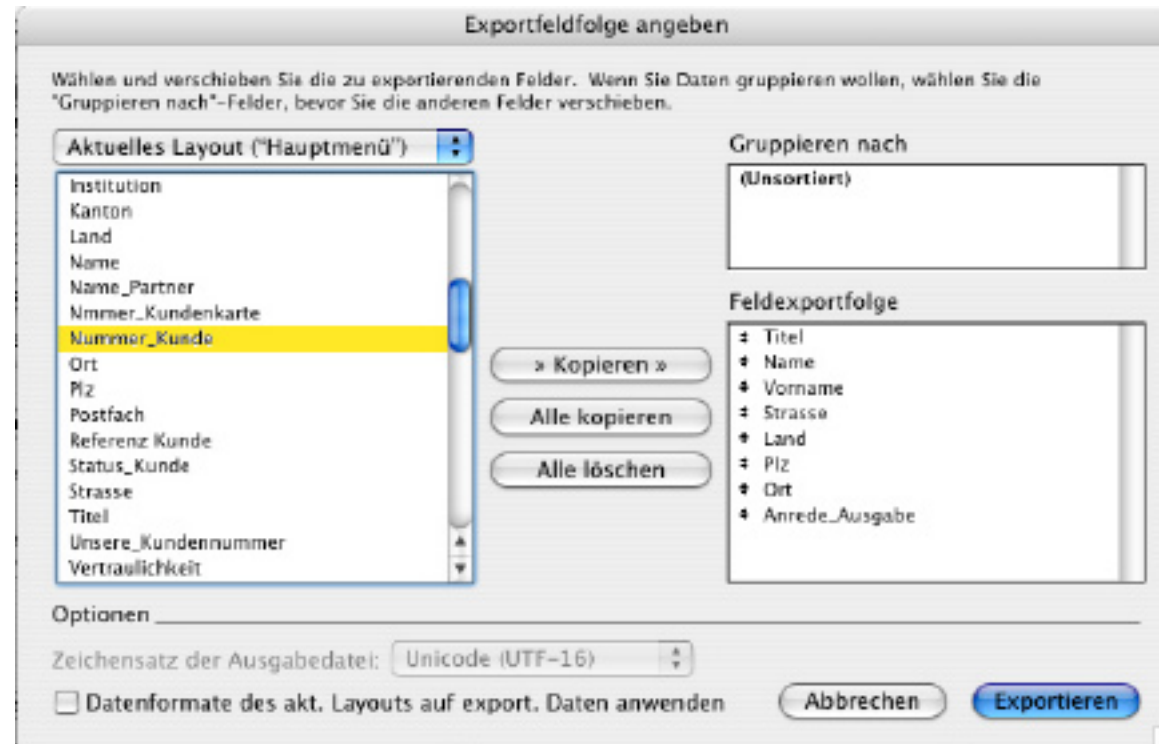 Exportfeldfolge angeben
Wählen und verschieben Sie die zu exportierenden Felder. Wenn Sie Daten gruppieren wollen, wählen Sie die
"Gruppieren nach"-Felder, bevor Sie die anderen Felder verschieben.
Aktuelles Layout ("Hauptmenü")
Institution
Kanton
Land
Name
Name_Partner
Nmmer_Kundenkarte
Nummer_Kunde
Ort
Plz
Postfach
Referenz Kunde
Status_Kunde
Strasse
Titel
Unsere_Kundennummer
Vertraulichkeit
» Kopieren »
Alle kopieren
Alle löschen
Gruppieren nach
(Unsortiert)
Feldexportfolge
Titel
Name
Vorname
Strasse
Land
Plz
Ort
Anrede_Ausgabe
Optionen
Zeichensatz der Ausgabedatei: Unicode (UTF-16)
Datenformate des akt. Layouts auf export. Daten anwenden
Abbrechen
Exportieren